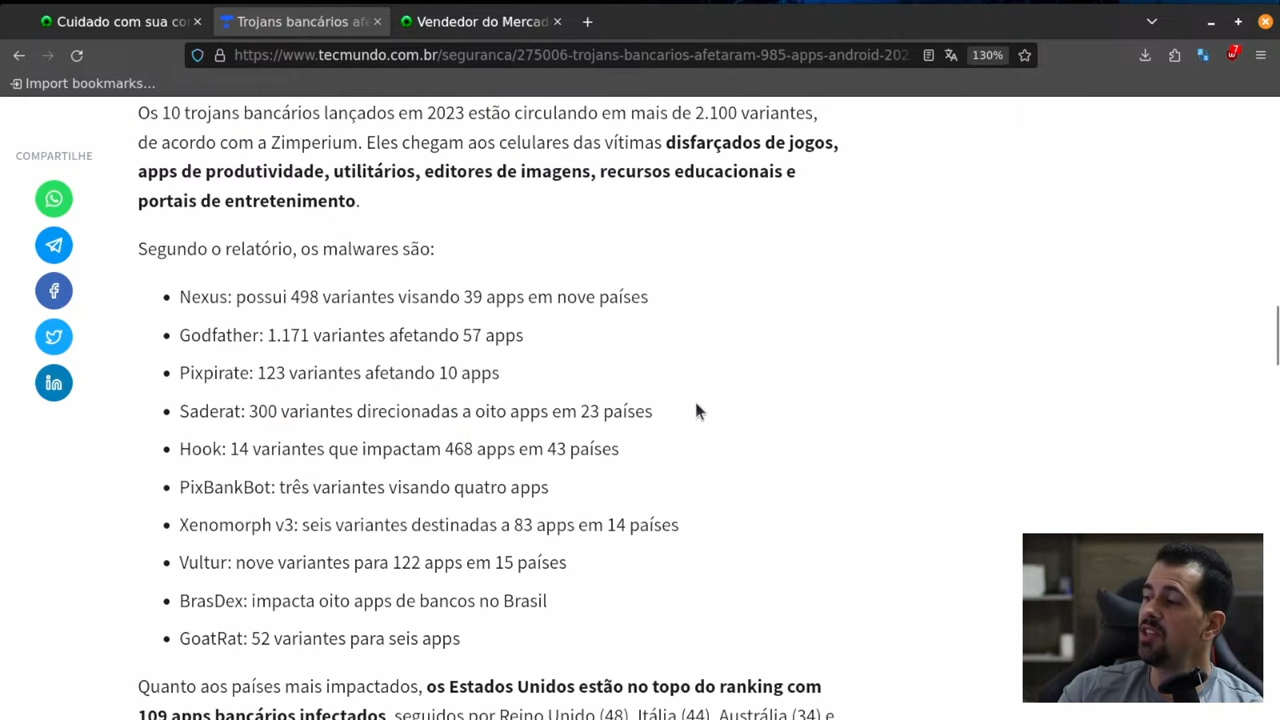 Cuidado com sua co
Trojans bancários af
Vendedor do Mercad
https://www.tecmundo.com.br/seguranca/275006-trojans-bancarios-afetaram-985-apps-android-202
130%
7
Import bookmarks…
COMPARTILHE
Os 10 trojans bancários lançados em 2023 estão circulando em mais de 2.100 variantes,
de acordo com a Zimperium. Eles chegam aos celulares das vítimas disfarçados de jogos,
apps de produtividade, utilitários, editores de imagens, recursos educacionais e
portais de entretenimento.
Segundo o relatório, os malwares são:
• Nexus: possui 498 variantes visando 39 apps em nove países
• Godfather: 1.171 variantes afetando 57 apps
• Pixpirate: 123 variantes afetando 10 apps
• Saderat: 300 variantes direcionadas a oito apps em 23 países
• Hook: 14 variantes que impactam 468 apps em 43 países
• PixBankBot: três variantes visando quatro apps
• Xenomorph v3: seis variantes destinadas a 83 apps em 14 países
• Vultur: nove variantes para 122 apps em 15 países
• BrasDex: impacta oito apps de bancos no Brasil
• GoatRat: 52 variantes para seis apps
Quanto aos países mais impactados, os Estados Unidos estão no topo do ranking com
109 apps bancários infectados, seguidos por Reino Unido (48), Itália (44), Austrália (34) e